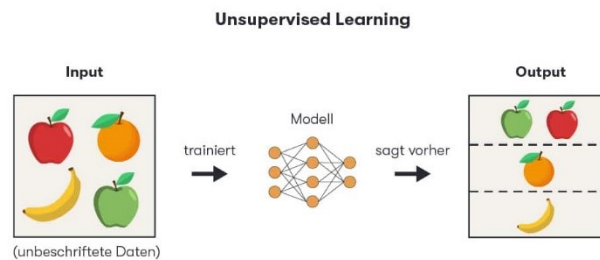 Unsupervised Learning
Input
(unbeschriftete Daten)
trainiert
Modell
sagt vorher
Output